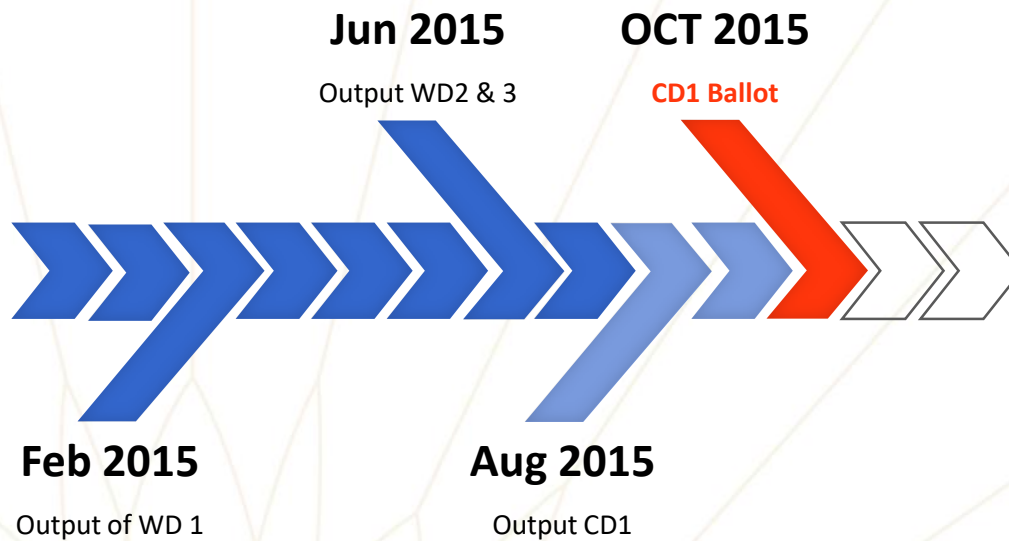 Jun 2015
Output WD2 & 3
OCT 2015
CD1 Ballot
Feb 2015
Output of WD 1
Aug 2015
Output CD1